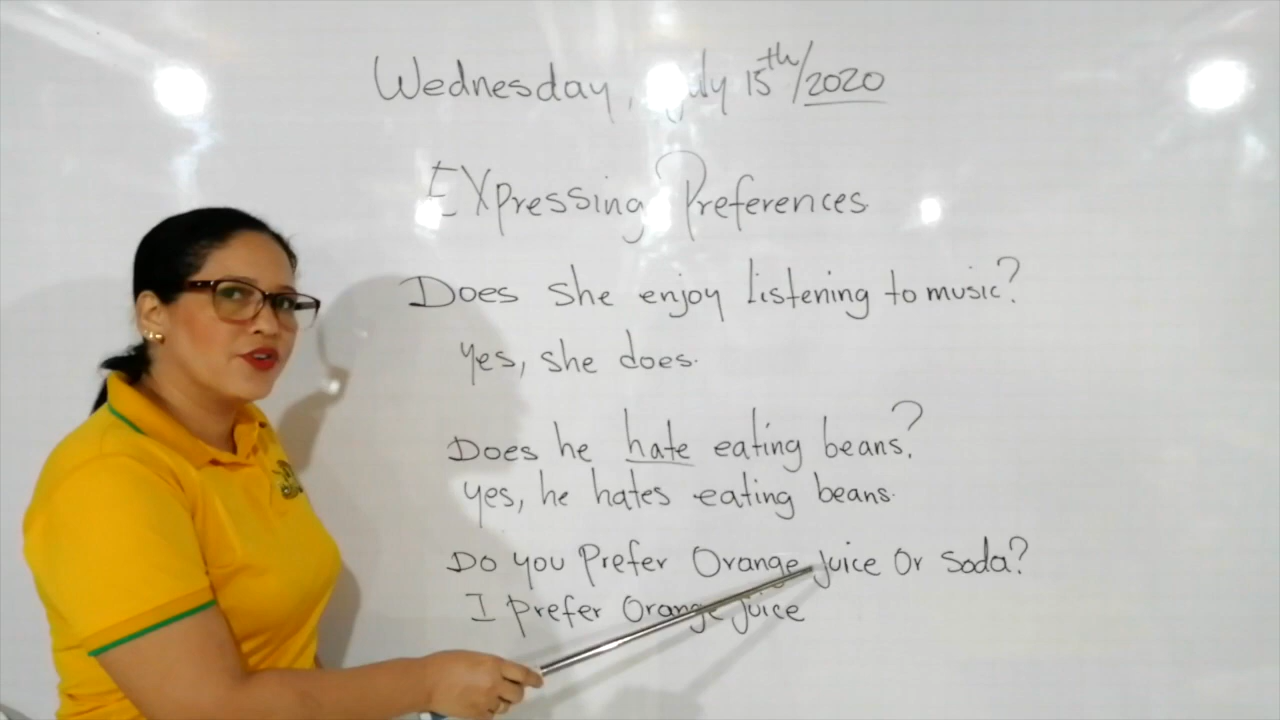 Wednesday, July 15th/2020
EXpressing Preferences
Does she enjoy listening to music?
Yes, she does.
Does he hate eating beans?
yes, he hates eating beans.
Do you Prefer Orange juice Or Soda?
I prefer Orange juice